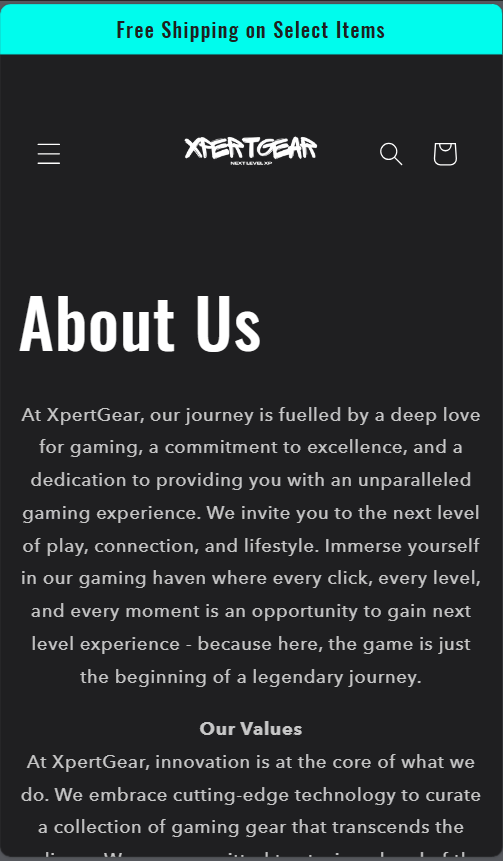 Free Shipping on Select Items
XPERTGEAR
NEXT LEVEL XP
About Us
At XpertGear, our journey is fuelled by a deep love
for gaming, a commitment to excellence, and a
dedication to providing you with an unparalleled
gaming experience. We invite you to the next level
of play, connection, and lifestyle. Immerse yourself
in our gaming haven where every click, every level,
and every moment is an opportunity to gain next
level experience - because here, the game is just
the beginning of a legendary journey.
Our Values
At XpertGear, innovation is at the core of what we
do. We embrace cutting-edge technology to curate
a collection of gaming gear that transcends the